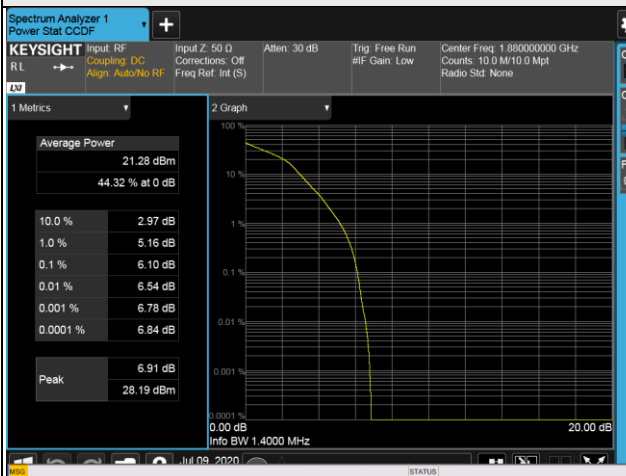 Spectrum Analyzer 1
Power Stat CCDF
KEYSIGHT
RL
LXI
Input: RF
Coupling: DC
Align: Auto/No RF
Input Z: 50 Ω
Corrections: Off
Freq Ref: Int (S)
Atten: 30 dB
Trig: Free Run
#IF Gain: Low
Center Freq: 1.880000000 GHz
Counts: 10.0 M/10.0 Mpt
Radio Std: None
1 Metrics
2 Graph
Average Power
21.28 dBm
44.32 % at 0 dB
10.0 % 2.97 dB
1.0 % 5.16 dB
0.1 % 6.10 dB
0.01 % 6.54 dB
0.001 % 6.78 dB
0.0001 % 6.84 dB
Peak
6.91 dB
28.19 dBm
100 %
10 %
1 %
0.1 %
0.01 %
0.001 %
0.0001 %
0.00 dB
20.00 dB
Info BW 1.4000 MHz
Jul 09, 2020
MSG
STATUS